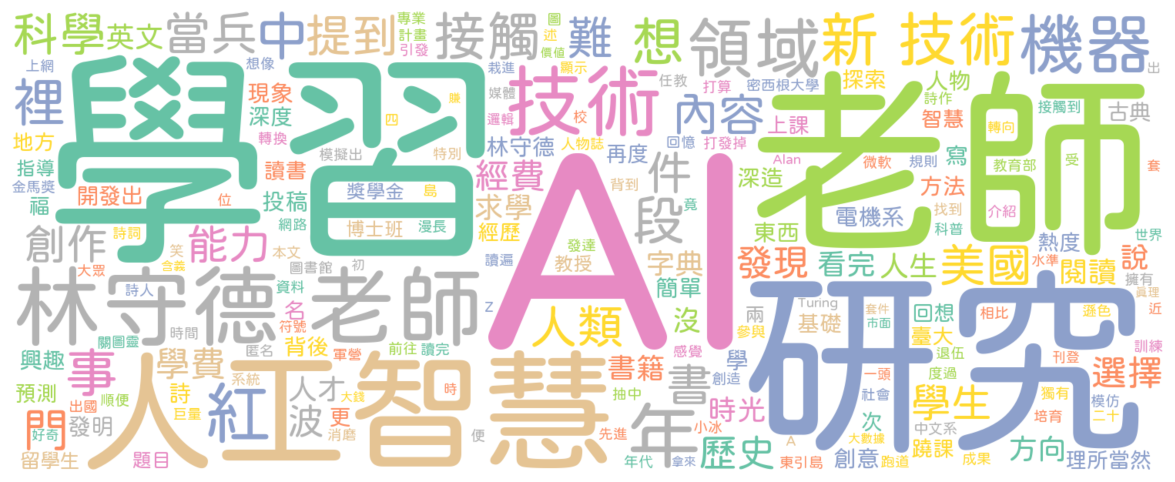 科學
英文
當兵
中
提到
接觸
難
想
領域
新 技術
機器
專業
計畫
引發
圖
述
價值
上網
想像
栽進
顯示
任教
打算
密西根大學
探索
人物
詩作
接觸到
古典
出
學習
裡
現象
深度
轉換
地方
指導
讀書
金馬獎
開發出
福
位
賺
四
模擬出
特別
媒體
邏輯
校
技術
內容
上課
智慧
寫
轉向
教育部
受
套
老師
林守德
人物誌
再度
回憶
打發掉
Alan
微軟
規則
獎學金
島
經費
背到
件
深造
方法
找到
介紹
投稿
網路
博士班
漫長
求學
經歷
竟
段
電機系
科普
世界
創作
詩詞
能力
笑
本文
含義
發達
讀遍
教授
字典
東西
發現
看完
人生
美國
熱度
水準
閱讀
說
擁有
真理
近
AI
林守德 老師
大眾
詩人
圖書館
初
資料
名
符號
時間
簡單
沒
兩
參與
Turing
基礎
套件
市面
回想
臺大
相比
遜色
Z
人類
研究
關圖靈
匿名
背後
軍營
前往
讀完
感覺
退伍
刊登
訓練
興趣
事
學費
系統
大錢
時
書籍
書
學
創造
一頭
度過
獨有
模仿
選擇
預測
順便
詩
人才
人工智慧
抽中
時光
小冰
社會
學生
培育
二十
出國
巨量
紅
波
更
消磨
便
先進
年
次
A
大數據
中文系
蹺課
門
好奇
發明
留學生
題目
年代
拿來
歷史
東引島
創意
跑道
成果
方向
理所當然